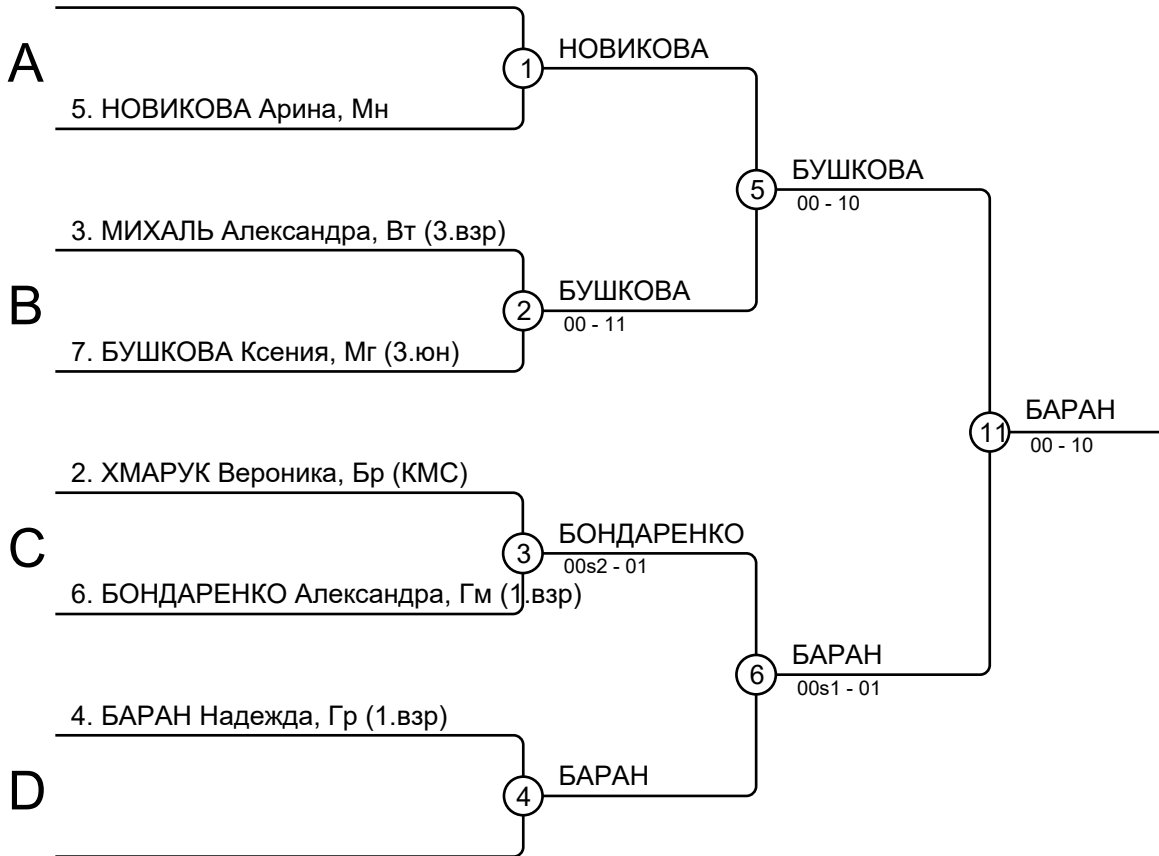 A
1
НОВИКОВА
5. НОВИКОВА Арина, Мн
5
БУШКОВА
00 - 10
3. МИХАЛЬ Александра, Вт (3.взр)
B
2
БУШКОВА
00 - 11
7. БУШКОВА Ксения, Мг (3.юн)
11
БАРАН
00 - 10
2. ХМАРУК Вероника, Бр (КМС)
C
3
БОНДАРЕНКО
00s2 - 01
6. БОНДАРЕНКО Александра, Гм (1.взр)
6
БАРАН
00s1 - 01
4. БАРАН Надежда, Гр (1.взр)
D
4
БАРАН